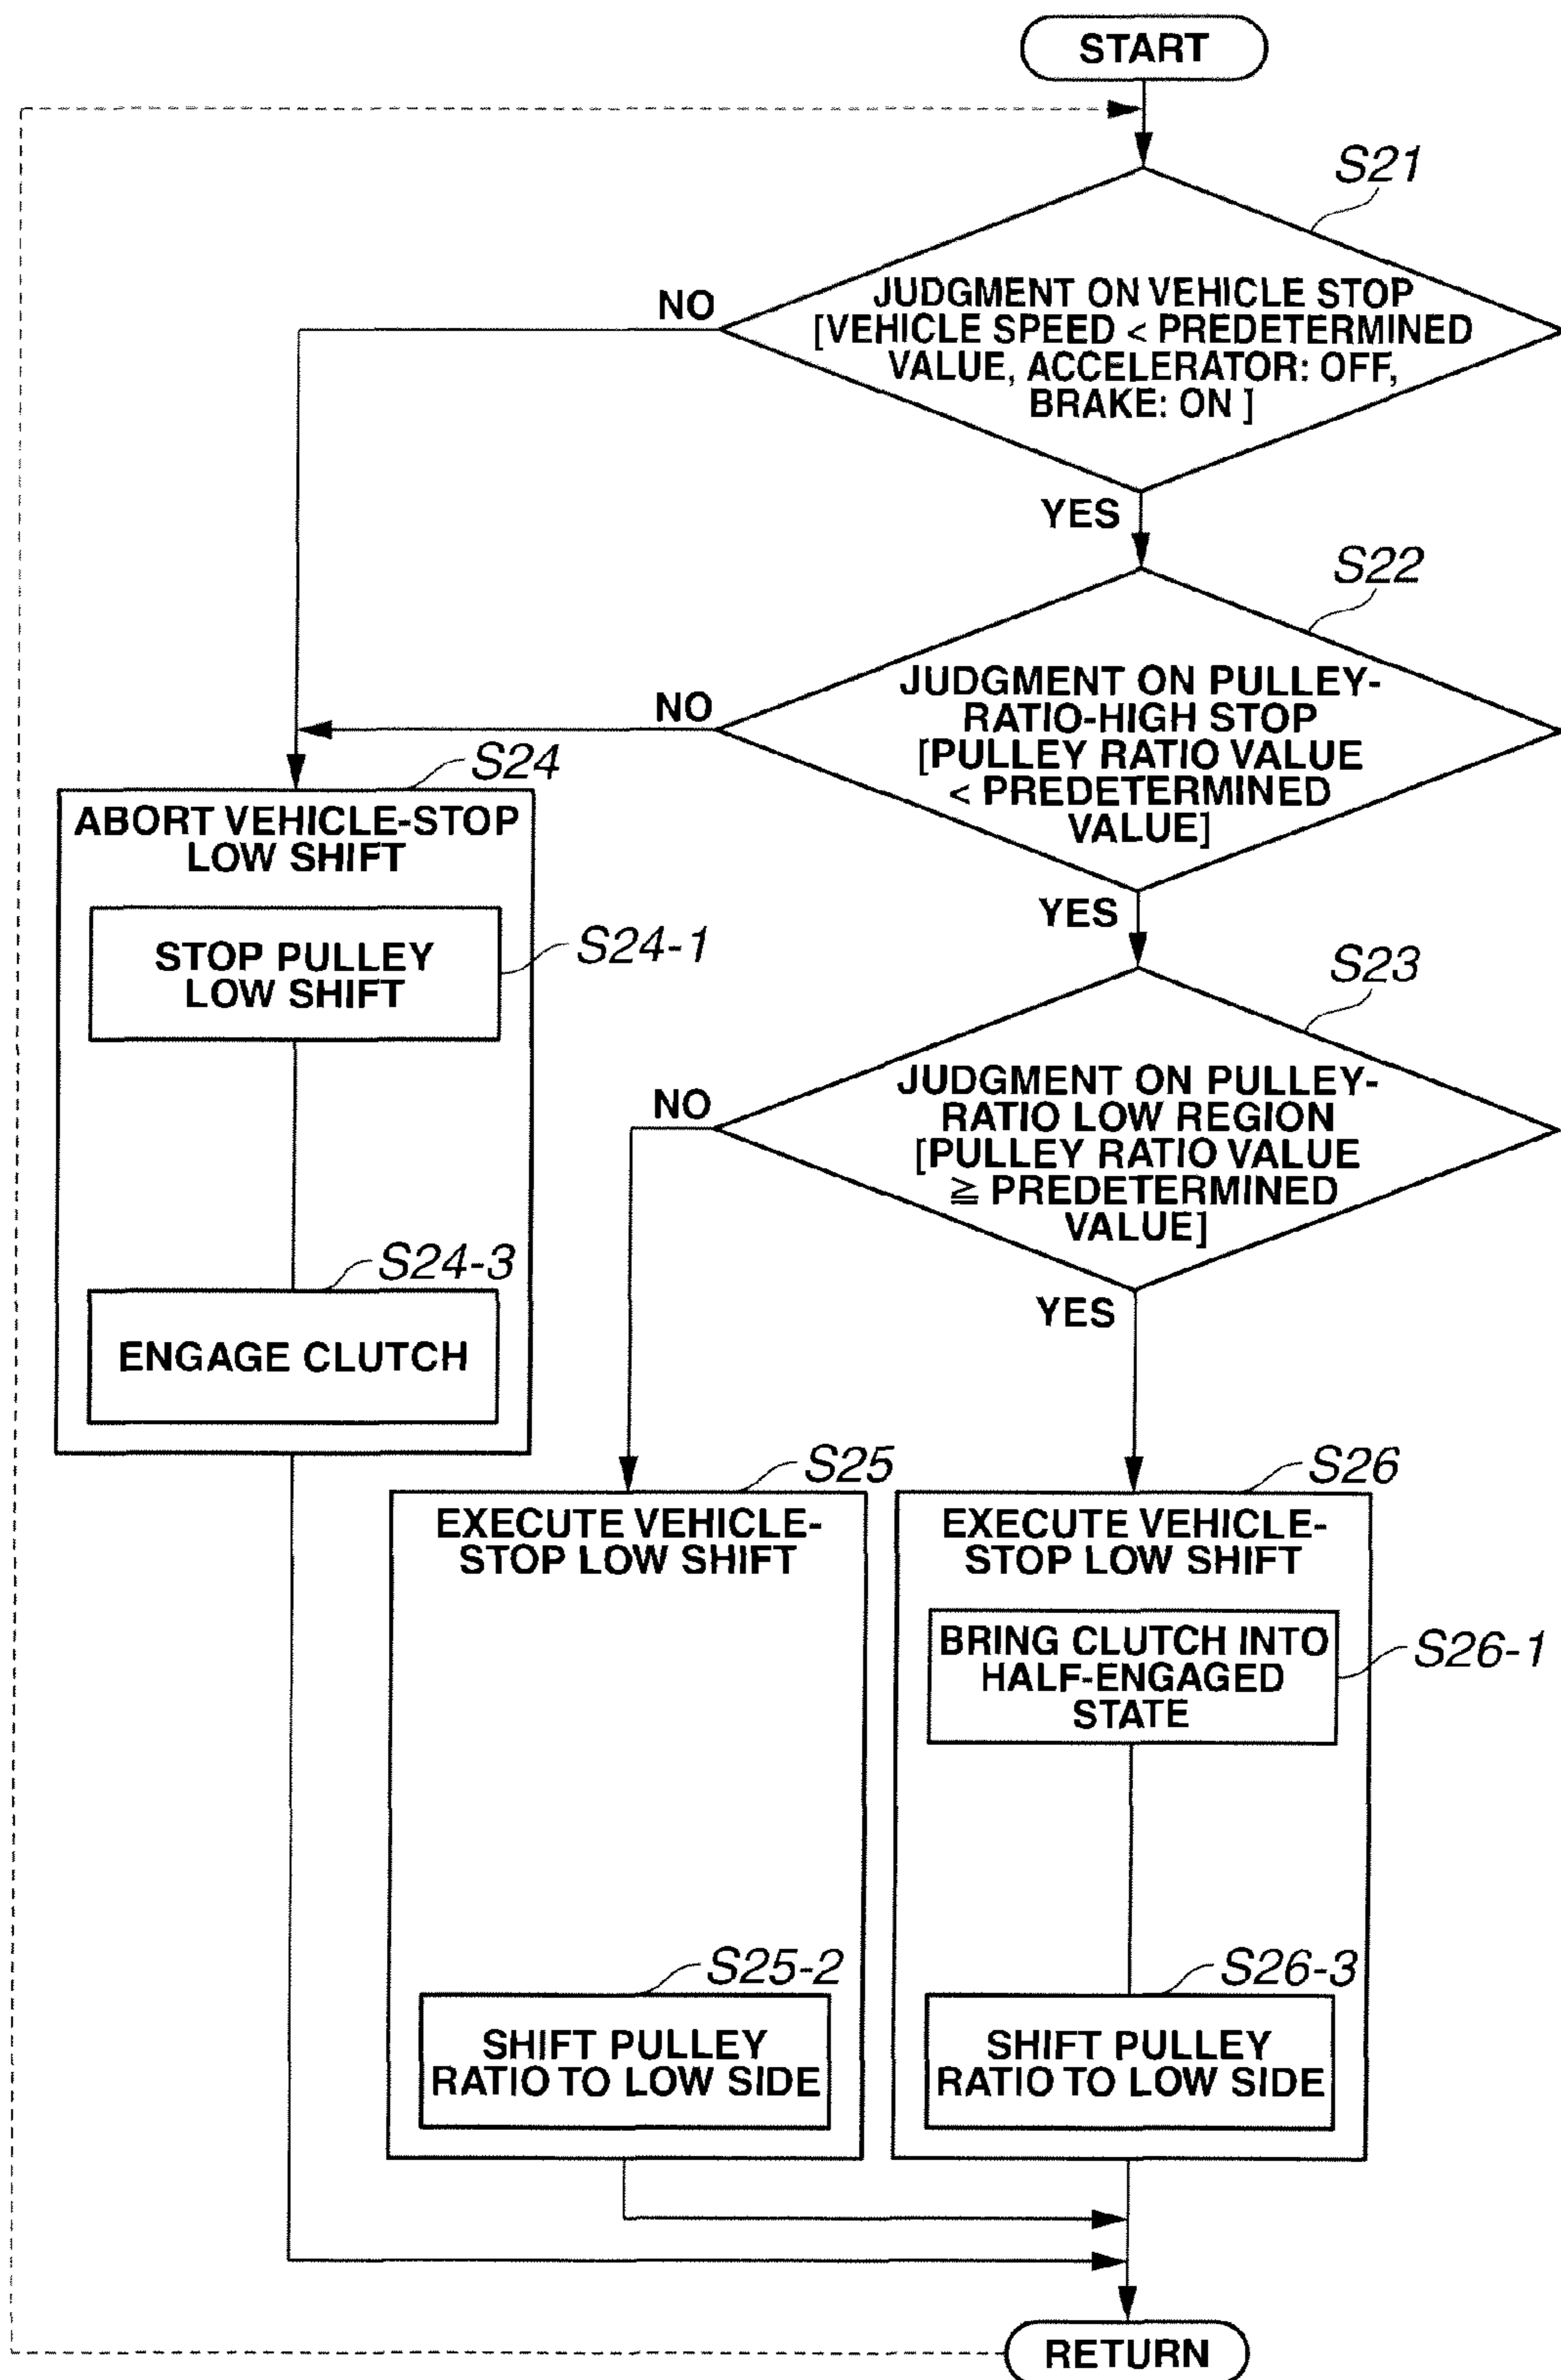 START
S21
JUDGMENT ON VEHICLE STOP
[VEHICLE SPEED < PREDETERMINED
VALUE, ACCELERATOR: OFF,
BRAKE: ON ]
NO
YES
S22
JUDGMENT ON PULLEY-
RATIO-HIGH STOP
[PULLEY RATIO VALUE
< PREDETERMINED
VALUE]
NO
YES
S23
JUDGMENT ON PULLEY-
RATIO LOW REGION
[PULLEY RATIO VALUE
≧ PREDETERMINED
VALUE]
NO
YES
S24
ABORT VEHICLE-STOP
LOW SHIFT
STOP PULLEY
LOW SHIFT
S24-1
S24-3
ENGAGE CLUTCH
S25
EXECUTE VEHICLE-
STOP LOW SHIFT
S25-2
SHIFT PULLEY
RATIO TO LOW SIDE
S26
EXECUTE VEHICLE-
STOP LOW SHIFT
BRING CLUTCH INTO
HALF-ENGAGED
STATE
S26-1
S26-3
SHIFT PULLEY
RATIO TO LOW SIDE
RETURN